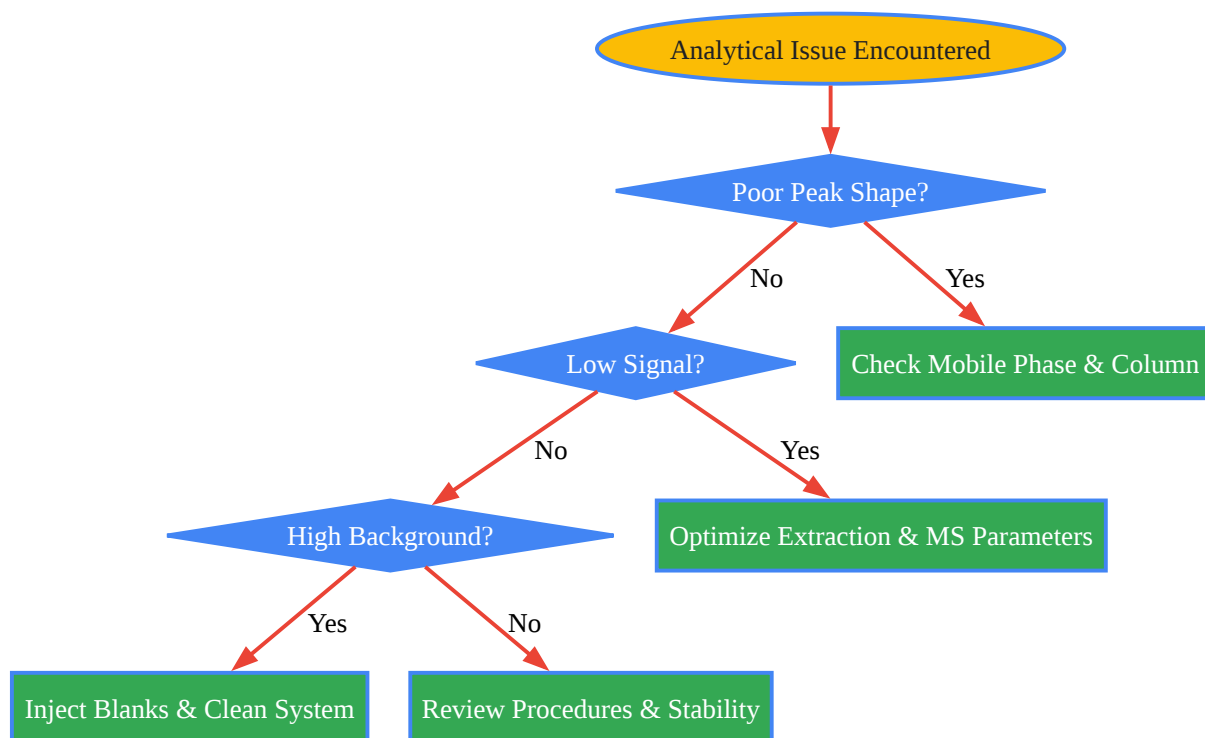 Analytical Issue Encountered
Poor Peak Shape?
No
Yes
Low Signal?
Check Mobile Phase & Column
No
Yes
High Background?
Optimize Extraction & MS Parameters
Yes
No
Inject Blanks & Clean System
Review Procedures & Stability